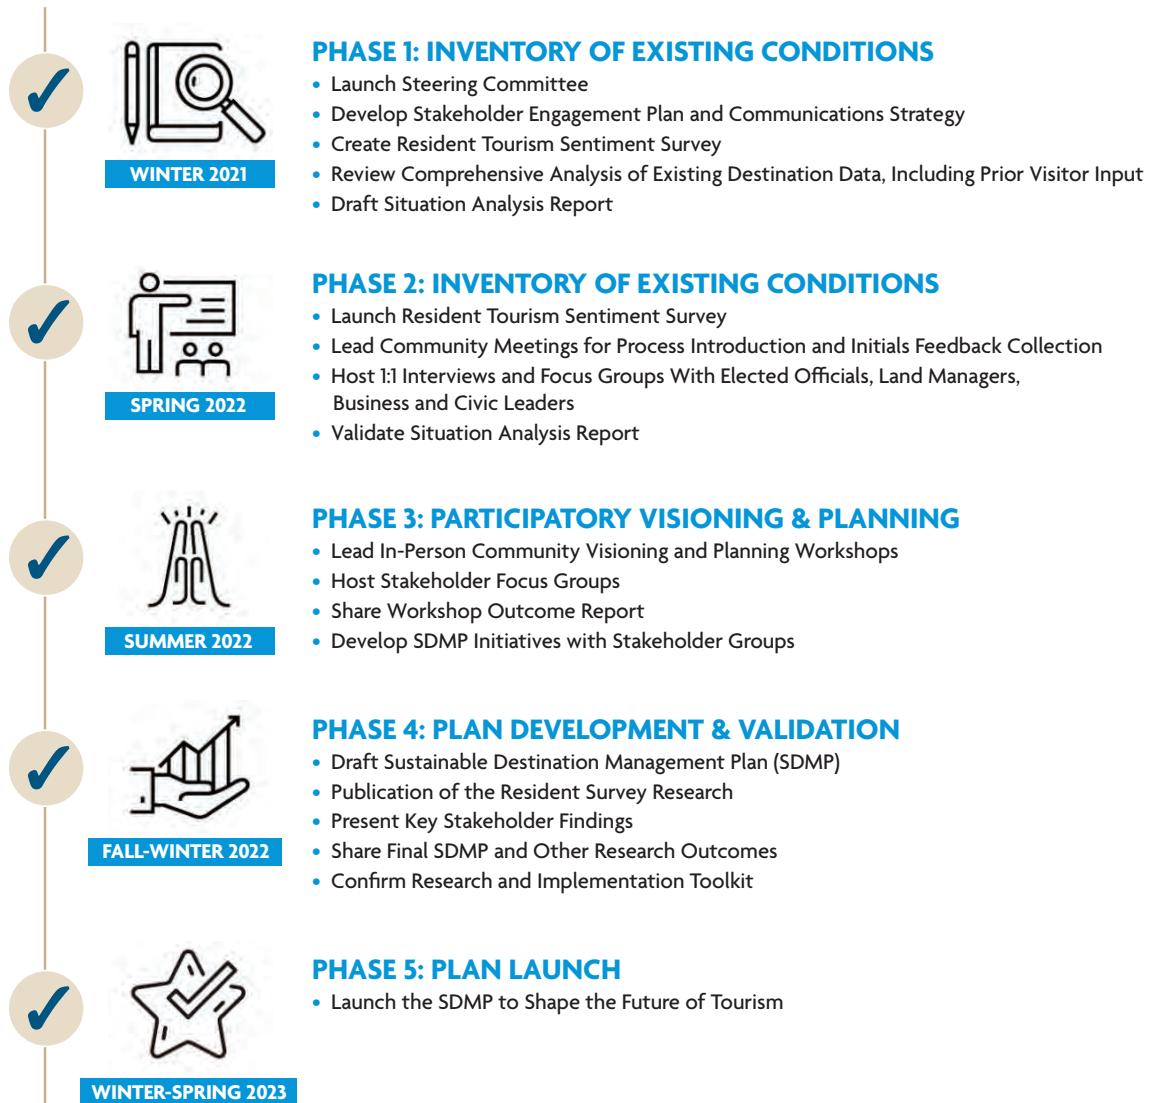 PHASE 1: INVENTORY OF EXISTING CONDITIONS
• Launch Steering Committee
• Develop Stakeholder Engagement Plan and Communications Strategy
• Create Resident Tourism Sentiment Survey
• Review Comprehensive Analysis of Existing Destination Data, Including Prior Visitor Input
• Draft Situation Analysis Report
WINTER 2021
PHASE 2: INVENTORY OF EXISTING CONDITIONS
• Launch Resident Tourism Sentiment Survey
• Lead Community Meetings for Process Introduction and Initials Feedback Collection
• Host 1:1 Interviews and Focus Groups With Elected Officials, Land Managers,
Business and Civic Leaders
• Validate Situation Analysis Report
SPRING 2022
PHASE 3: PARTICIPATORY VISIONING & PLANNING
• Lead In-Person Community Visioning and Planning Workshops
• Host Stakeholder Focus Groups
• Share Workshop Outcome Report
• Develop SDMP Initiatives with Stakeholder Groups
SUMMER 2022
PHASE 4: PLAN DEVELOPMENT & VALIDATION
• Draft Sustainable Destination Management Plan (SDMP)
• Publication of the Resident Survey Research
• Present Key Stakeholder Findings
• Share Final SDMP and Other Research Outcomes
• Confirm Research and Implementation Toolkit
FALL-WINTER 2022
PHASE 5: PLAN LAUNCH
• Launch the SDMP to Shape the Future of Tourism
WINTER-SPRING 2023